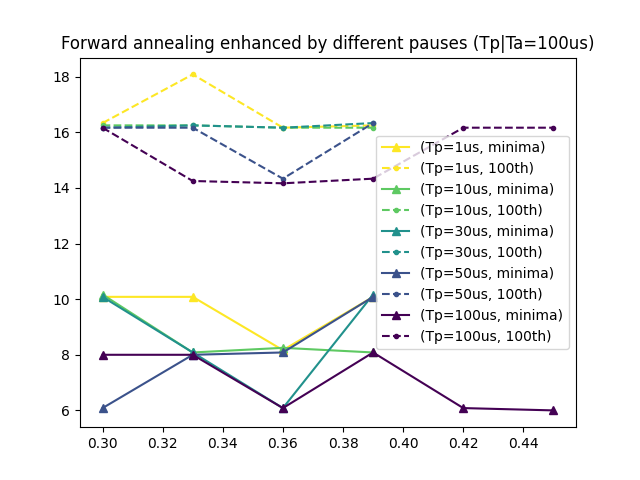 Forward annealing enhanced by different pauses (Tp|Ta=100us)
18
16
14
12
10
8
6
(Tp=1us, minima)
(Tp=1us, 100th)
(Tp=10us, minima)
(Tp=10us, 100th)
(Tp=30us, minima)
(Tp=30us, 100th)
(Tp=50us, minima)
(Tp=50us, 100th)
(Tp=100us, minima)
(Tp=100us, 100th)
0.30 0.32 0.34 0.36 0.38 0.40 0.42 0.44